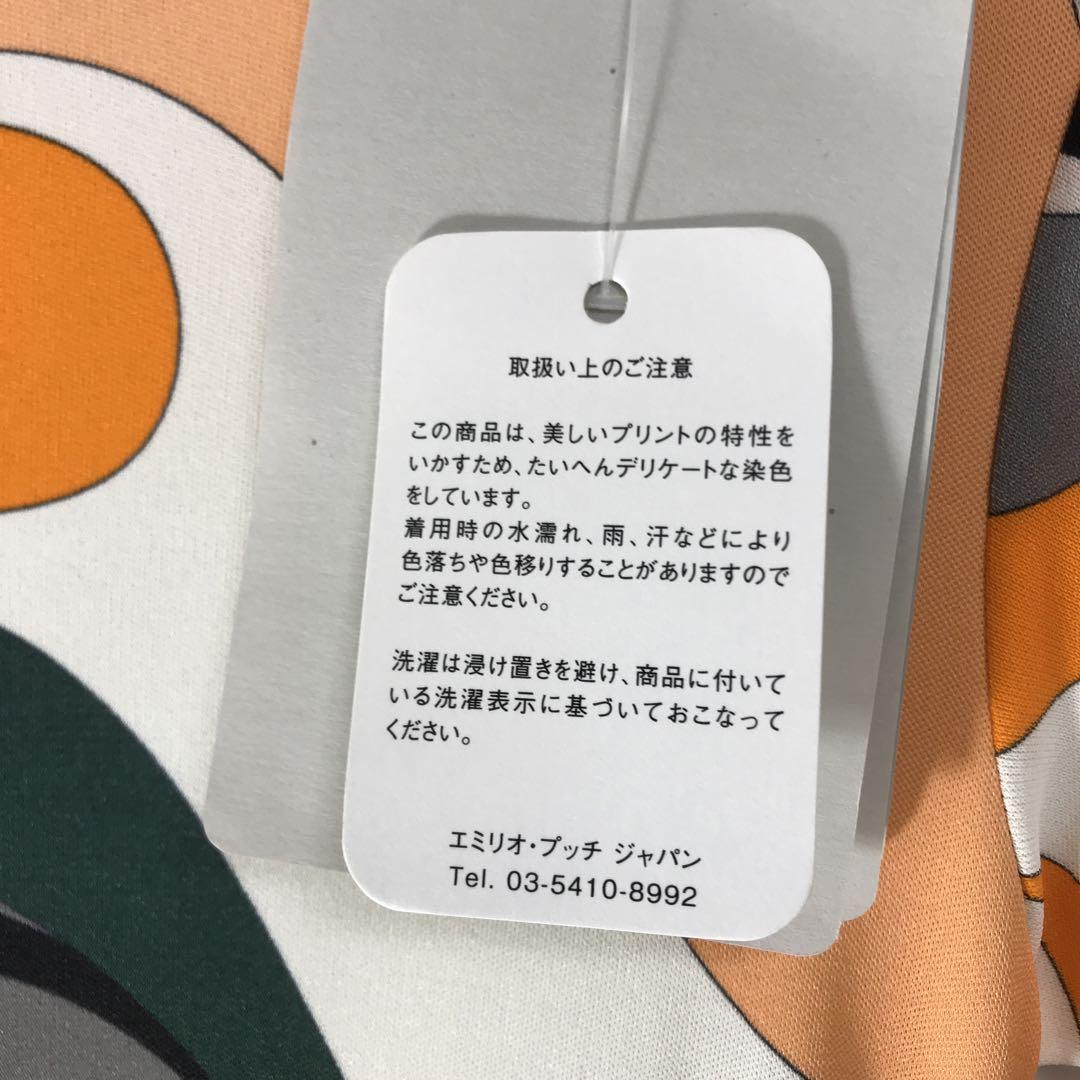 取扱い上のご注意
この商品は、美しいプリントの特性を
いかすため、たいへんデリケートな染色
をしています。
着用時の水濡れ、雨、汗などにより
色落ちや色移りすることがありますので
ご注意ください。
洗濯は浸け置きを避け、商品に付いて
いる洗濯表示に基づいておこなって
ください。
エミリオ・プッチ ジャパン
Tel. 03-5410-8992